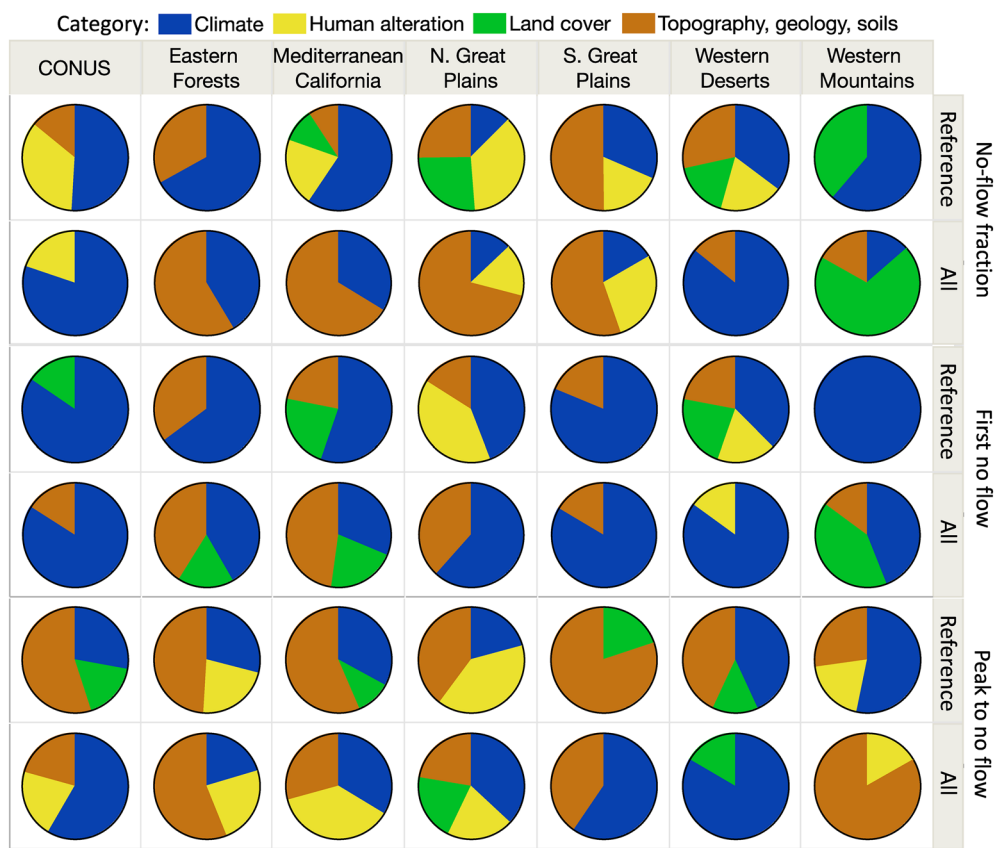 Category: Climate Human alteration Land cover Topography, geology, soils
CONUS
Eastern
Forests
Mediterranean
California
N. Great
Plains
S. Great
Plains
Western
Deserts
Western
Mountains
Reference
All
No-flow fraction
Reference
All
First no flow
Reference
All
Peak to no flow